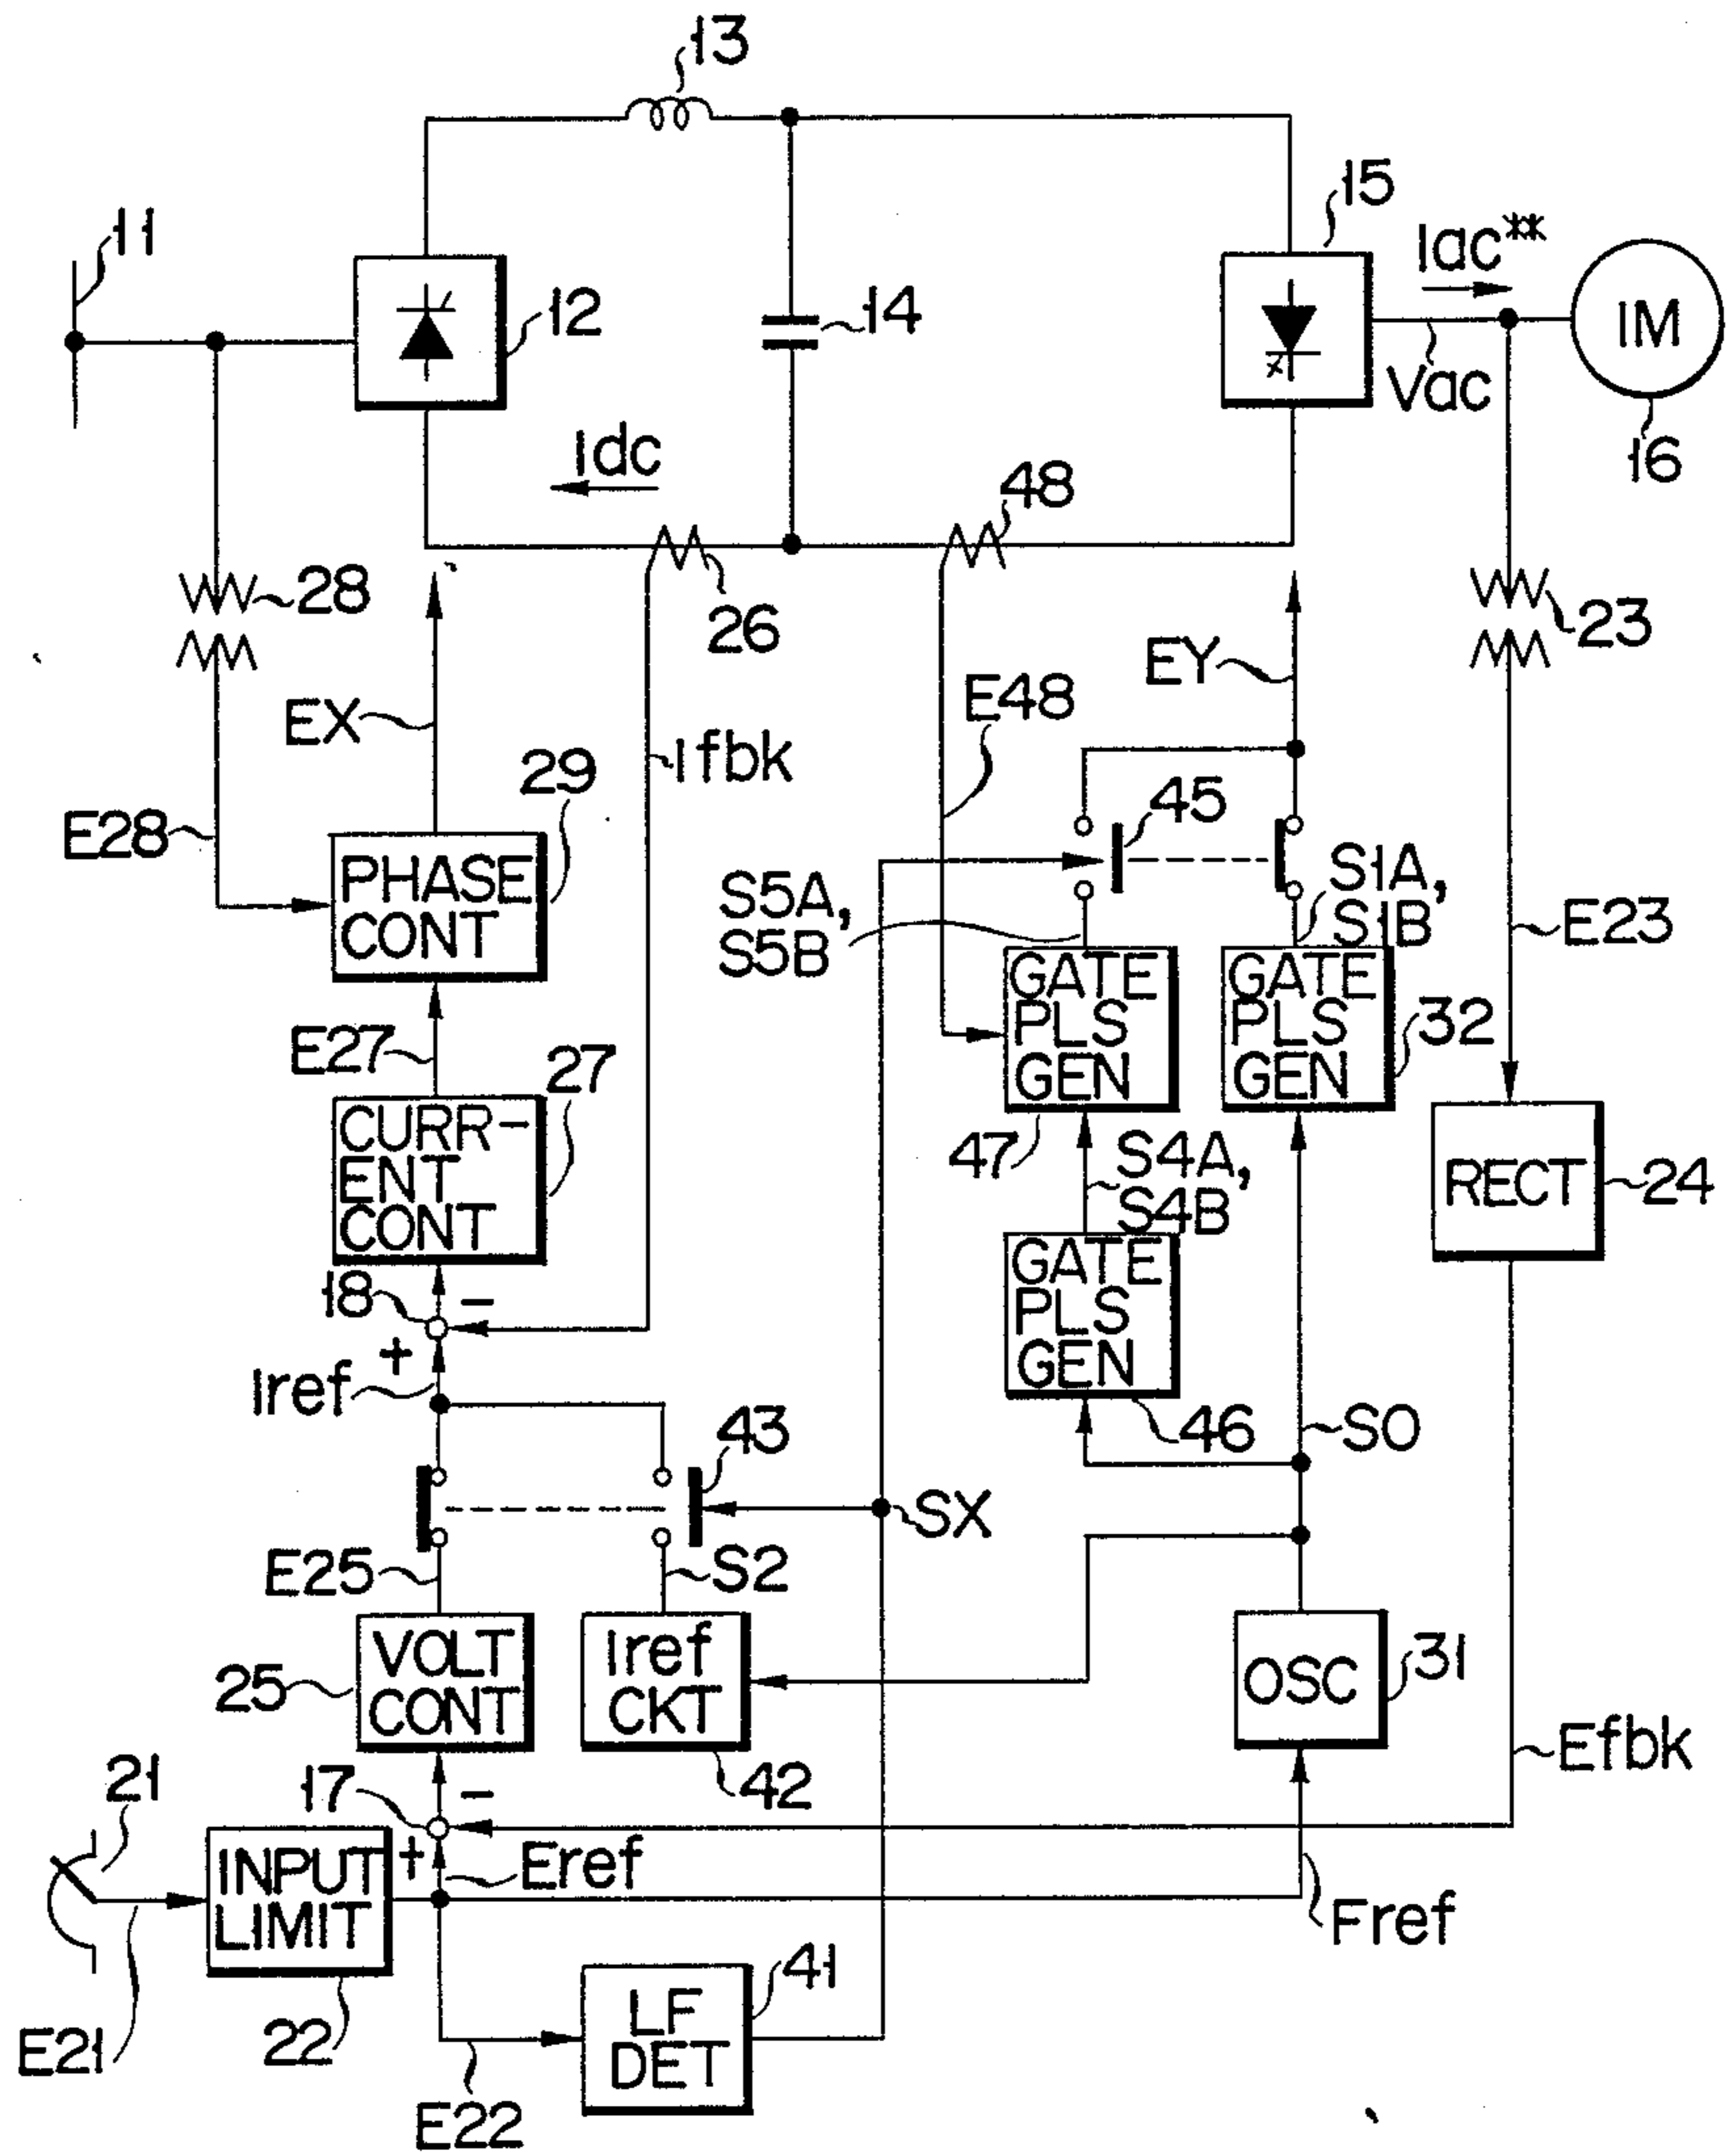 13
11
12
14
15
Iac**
IM
Vac
16
Idc
48
28
26
23
EX
Ifbk
E48
EY
29
45
E28
PHASE
CONT
S5A,
S5B
S1A,
S1B
E23
E27
27
GATE
PLS
GEN
GATE
PLS
GEN
32
CURR-
ENT
CONT
47
S4A,
S4B
RECT
24
18
-
+
Iref
GATE
PLS
GEN
46
43
SO
SX
E25
S2
25
VOLT
CONT
Iref
CKT
42
OSC
31
Efbk
21
17
-
+
Eref
INPUT
LIMIT
Fref
E21
22
41
LF
DET
E22